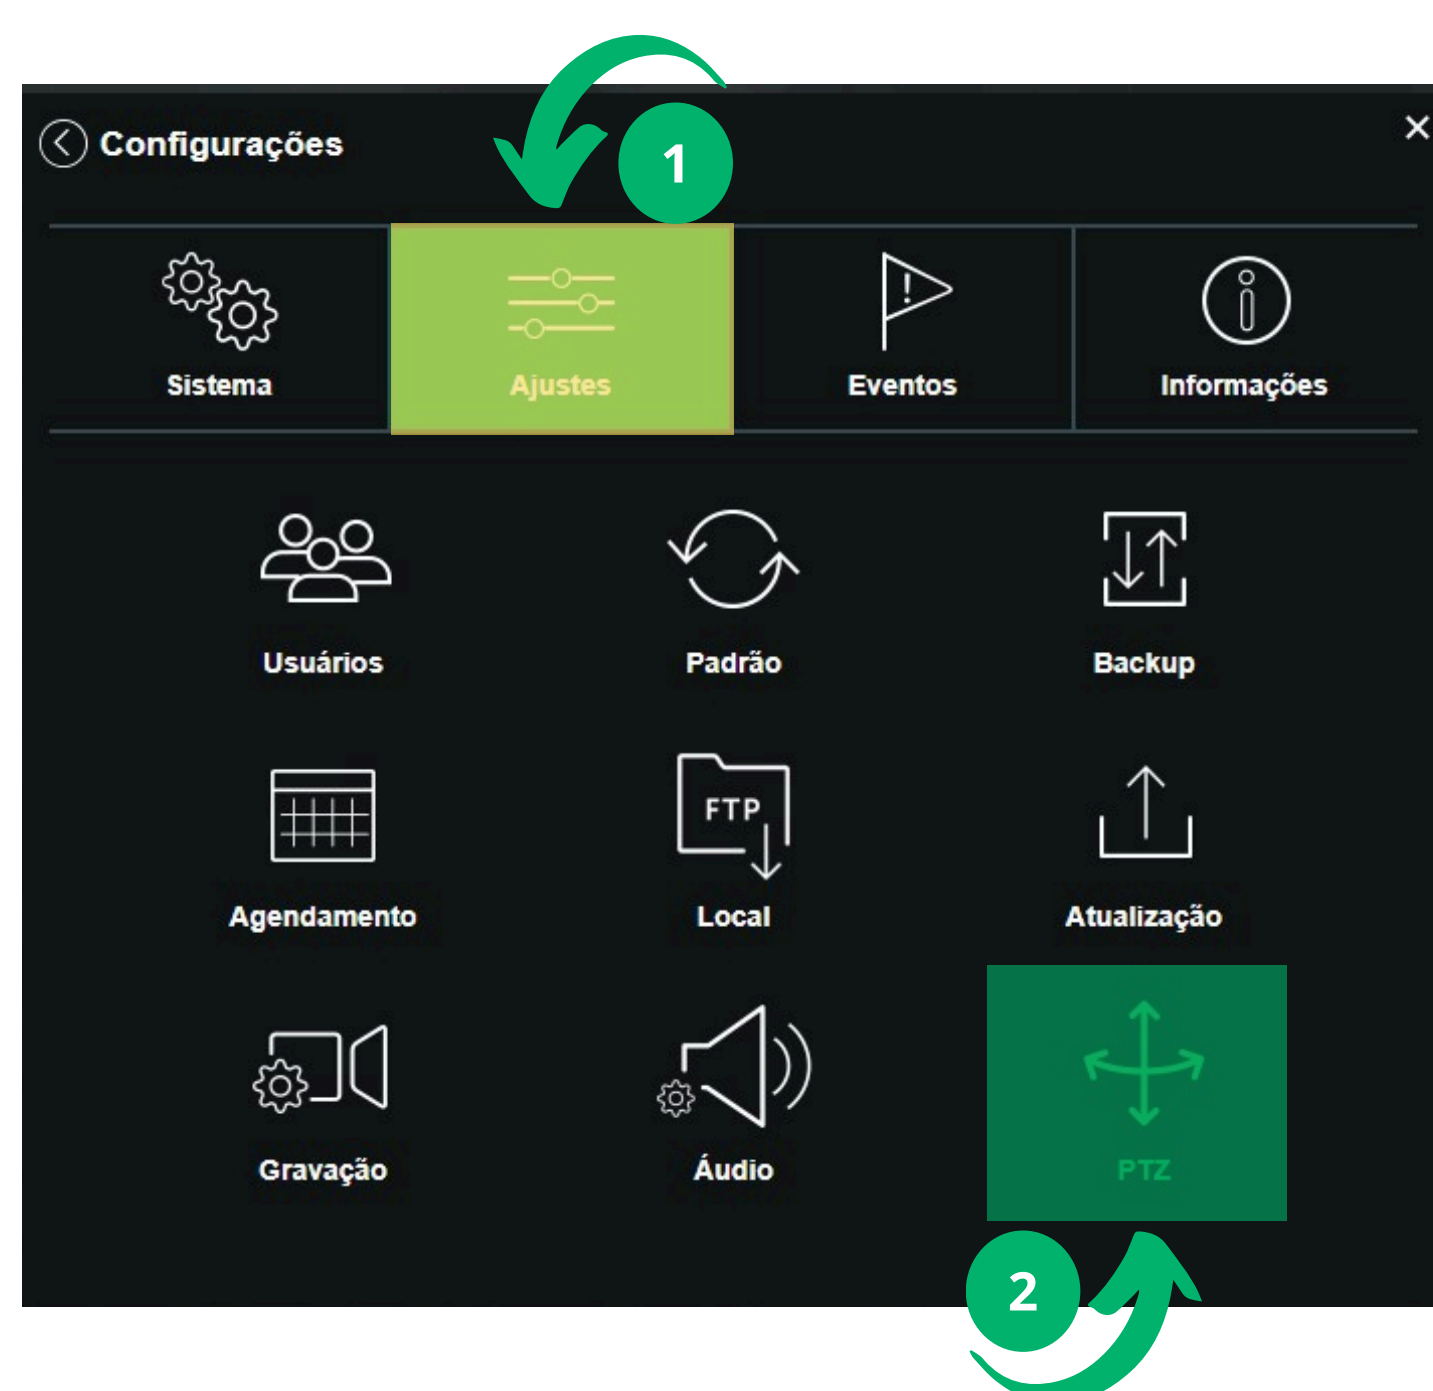 1
Configurações
Sistema
Ajustes
Eventos
Informações
Usuários
Padrão
Backup
FTP
Agendamento
Local
Atualização
Gravação
Áudio
PTZ
2